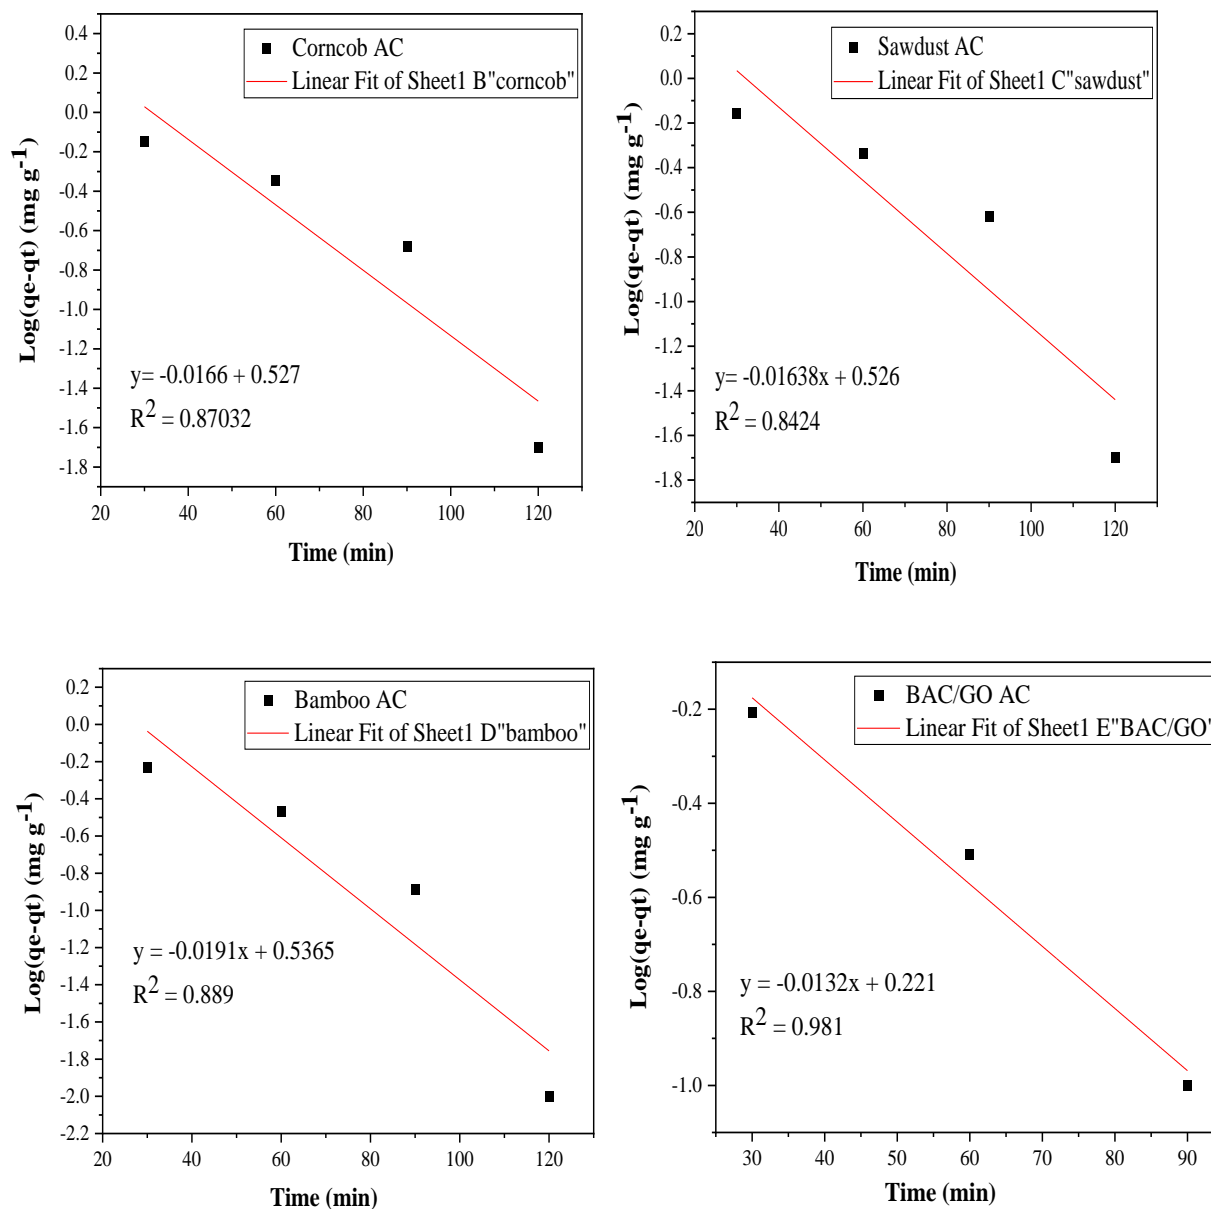 Corncob AC
Linear Fit of Sheet1 B"corncob"
0.4
0.2
0.0
-0.2
-0.4
-0.6
-0.8
-1.0
-1.2
-1.4
-1.6
-1.8
Log(qe-qt) (mg g-1)
y= -0.0166 + 0.527
R2 = 0.87032
20 40 60 80 100 120
Time (min)
Sawdust AC
Linear Fit of Sheet1 C"sawdust"
0.2
0.0
-0.2
-0.4
-0.6
-0.8
-1.0
-1.2
-1.4
-1.6
-1.8
Log(qe-qt) (mg g-1)
y= -0.01638x + 0.526
R2 = 0.8424
20 40 60 80 100 120
Time (min)
Bamboo AC
Linear Fit of Sheet1 D"bamboo"
0.2
0.0
-0.2
-0.4
-0.6
-0.8
-1.0
-1.2
-1.4
-1.6
-1.8
-2.0
-2.2
Log(qe-qt) (mg g-1)
y = -0.0191x + 0.5365
R2 = 0.889
20 40 60 80 100 120
Time (min)
BAC/GO AC
Linear Fit of Sheet1 E"BAC/GO"
-0.2
-0.4
-0.6
-0.8
-1.0
Log(qe-qt) (mg g-1)
y = -0.0132x + 0.221
R2 = 0.981
30 40 50 60 70 80 90
Time (min)